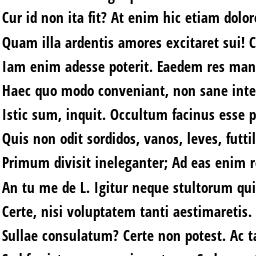 Cur id non ita fit? At enim hic etiam dolore
Quam illa ardentis amores excitaret sui! C
Iam enim adesse poterit. Eaedem res man
Haec quo modo conveniant, non sane inte
Istic sum, inquit. Occultum facinus esse p
Quis non odit sordidos, vanos, leves, futtil
Primum divisit ineleganter; Ad eas enim r
An tu me de L. Igitur neque stultorum qui
Certe, nisi voluptatem tanti aestimaretis.
Sullae consulatum? Certe non potest. Ac ta